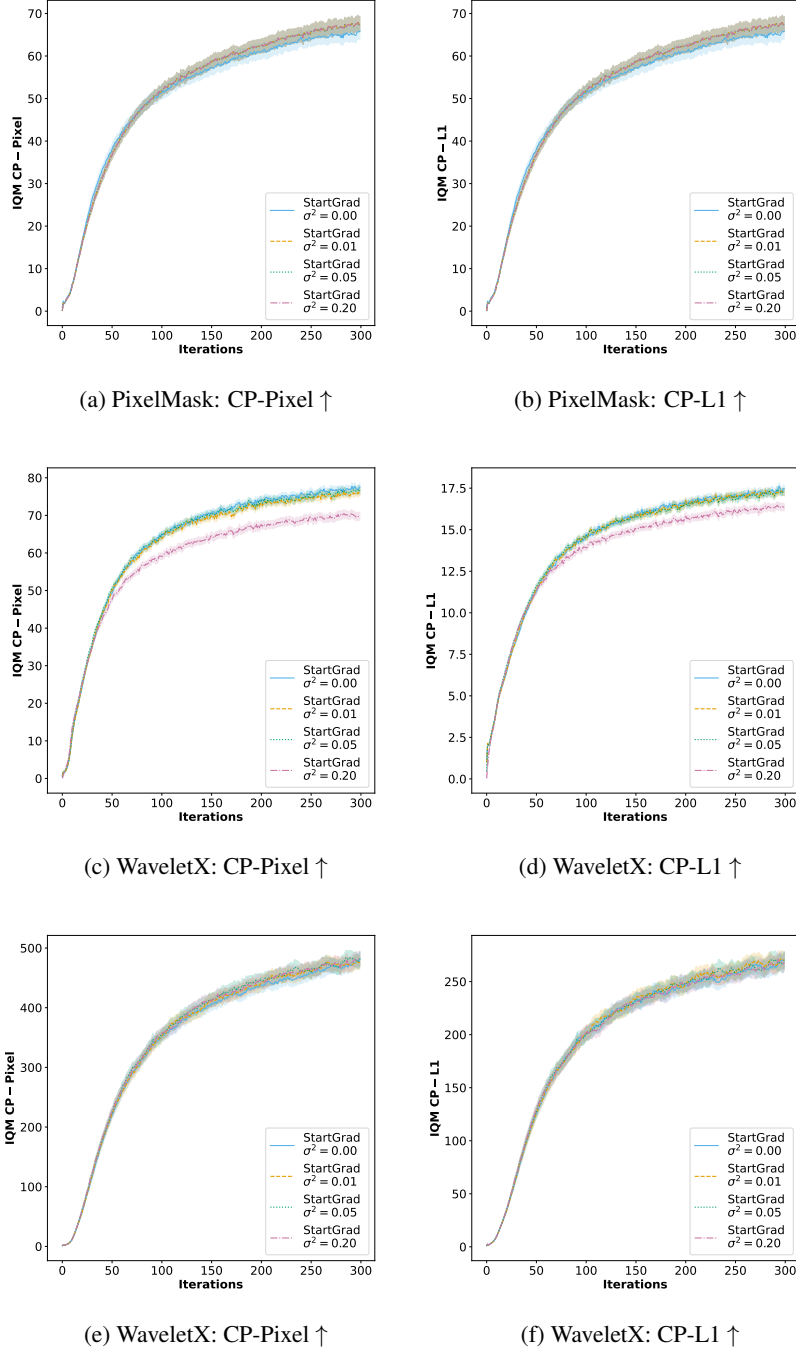 70
60
50
40
30
20
10
0
IQM CP − Pixel
StartGrad
σ² = 0.00
StartGrad
σ² = 0.01
StartGrad
σ² = 0.05
StartGrad
σ² = 0.20
0 50 100 150 200 250 300
Iterations
(a) PixelMask: CP-Pixel ↑
70
60
50
40
30
20
10
0
IQM CP − L1
StartGrad
σ² = 0.00
StartGrad
σ² = 0.01
StartGrad
σ² = 0.05
StartGrad
σ² = 0.20
0 50 100 150 200 250 300
Iterations
(b) PixelMask: CP-L1 ↑
80
70
60
50
40
30
20
10
0
IQM CP − Pixel
StartGrad
σ² = 0.00
StartGrad
σ² = 0.01
StartGrad
σ² = 0.05
StartGrad
σ² = 0.20
0 50 100 150 200 250 300
Iterations
(c) WaveletX: CP-Pixel ↑
17.5
15.0
12.5
10.0
7.5
5.0
2.5
0.0
IQM CP − L1
StartGrad
σ² = 0.00
StartGrad
σ² = 0.01
StartGrad
σ² = 0.05
StartGrad
σ² = 0.20
0 50 100 150 200 250 300
Iterations
(d) WaveletX: CP-L1 ↑
500
400
300
200
100
0
IQM CP − Pixel
StartGrad
σ² = 0.00
StartGrad
σ² = 0.01
StartGrad
σ² = 0.05
StartGrad
σ² = 0.20
0 50 100 150 200 250 300
Iterations
(e) WaveletX: CP-Pixel ↑
250
200
150
100
50
0
IQM CP − L1
StartGrad
σ² = 0.00
StartGrad
σ² = 0.01
StartGrad
σ² = 0.05
StartGrad
σ² = 0.20
0 50 100 150 200 250 300
Iterations
(f) WaveletX: CP-L1 ↑